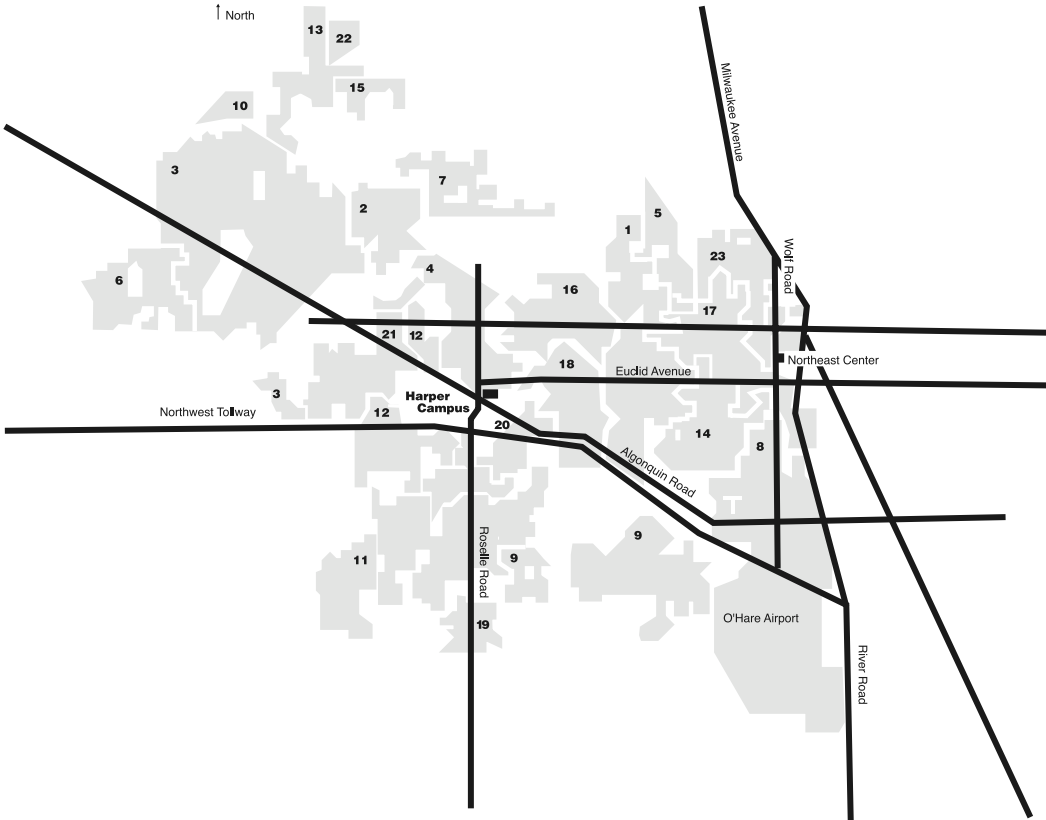 ↑ North
13
22
15
10
3
7
2
5
1
Milwaukee Avenue
23
Wolf Road
4
6
16
17
21
12
Northeast Center
18
Euclid Avenue
3
Harper
Campus
Northwest Tollway
12
20
14
8
Algonquin Road
9
11
9
Roselle Road
19
O'Hare Airport
River Road